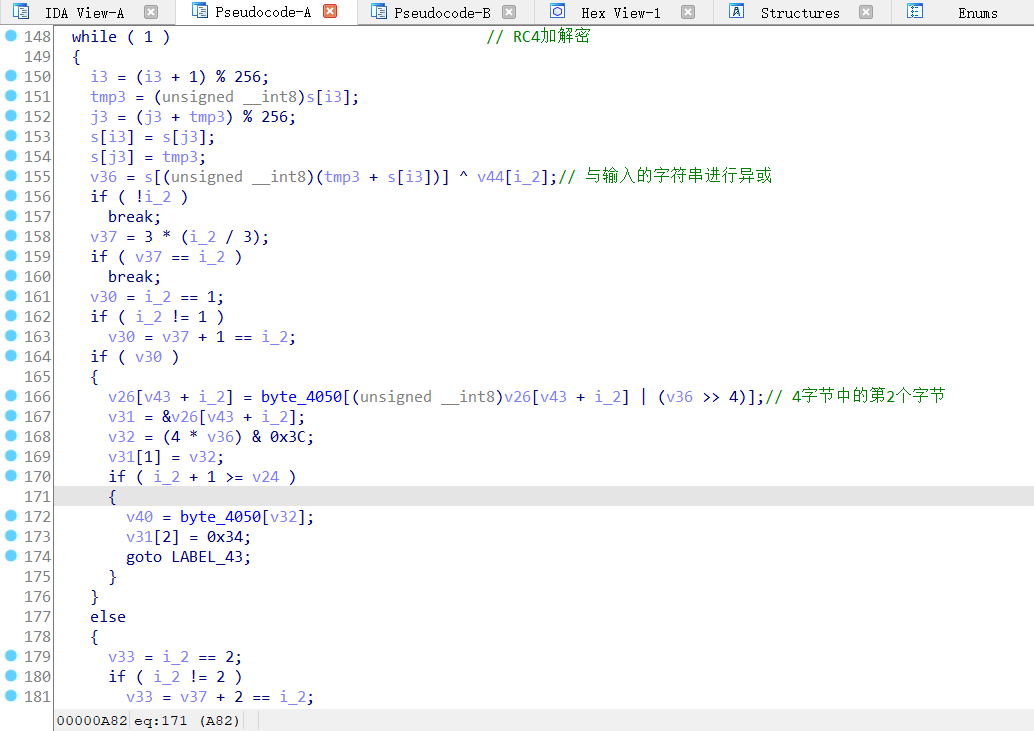 IDA View-A Pseudocode-A Pseudocode-B Hex View-1 Structures Enums
148 while ( 1 ) // RC4加解密
149 {
150 i3 = (i3 + 1) % 256;
151 tmp3 = (unsigned __int8)s[i3];
152 j3 = (j3 + tmp3) % 256;
153 s[i3] = s[j3];
154 s[j3] = tmp3;
155 v36 = s[(unsigned __int8)(tmp3 + s[i3])] ^ v44[i_2];// 与输入的字符串进行异或
156 if ( !i_2 )
157 break;
158 v37 = 3 * (i_2 / 3);
159 if ( v37 == i_2 )
160 break;
161 v30 = i_2 == 1;
162 if ( i_2 != 1 )
163 v30 = v37 + 1 == i_2;
164 if ( v30 )
165 {
166 v26[v43 + i_2] = byte_4050[(unsigned __int8)v26[v43 + i_2] | (v36 >> 4)];// 4字节中的第2个字节
167 v31 = &v26[v43 + i_2];
168 v32 = (4 * v36) & 0x3C;
169 v31[1] = v32;
170 if ( i_2 + 1 >= v24 )
171 {
172 v40 = byte_4050[v32];
173 v31[2] = 0x34;
174 goto LABEL_43;
175 }
176 }
177 else
178 {
179 v33 = i_2 == 2;
180 if ( i_2 != 2 )
181 v33 = v37 + 2 == i_2;
00000A82 eq:171 (A82)